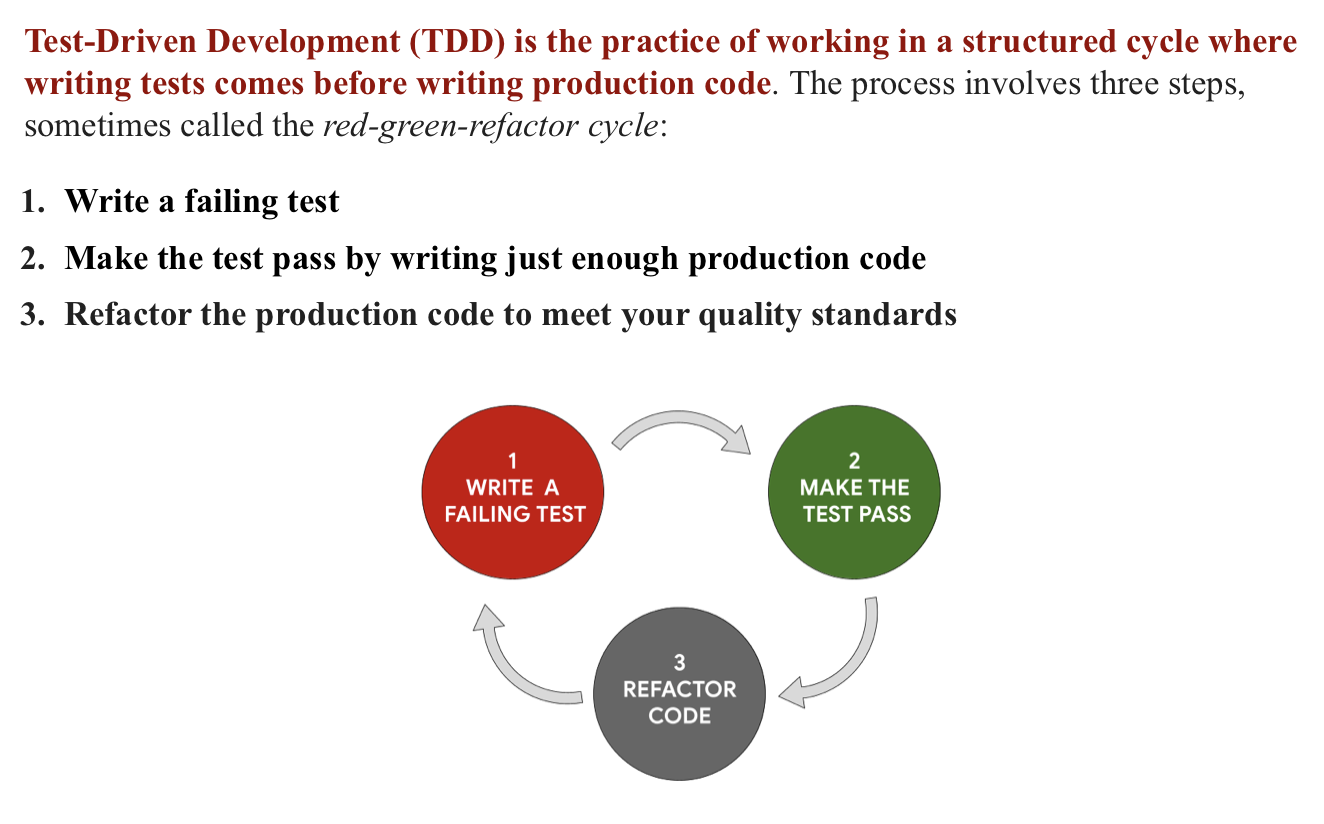 Test-Driven Development (TDD) is the practice of working in a structured cycle where
writing tests comes before writing production code. The process involves three steps,
sometimes called the red-green-refactor cycle:
1. Write a failing test
2. Make the test pass by writing just enough production code
3. Refactor the production code to meet your quality standards
1
WRITE A
FAILING TEST
2
MAKE THE
TEST PASS
3
REFACTOR
CODE